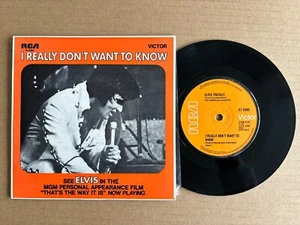 RCA VICTOR
I REALLY DON'T WANT TO KNOW
SEE ELVIS IN THE
MGM PERSONAL APPEARANCE FILM
"THAT'S THE WAY IT IS" NOW PLAYING
ELVIS PRESLEY
RCA Victor
I REALLY DON'T WANT TO
KNOW